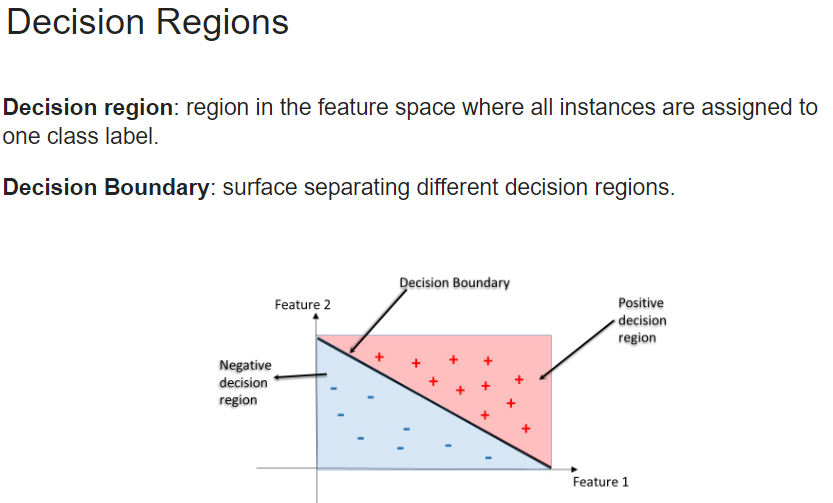 Decision Regions
Decision region: region in the feature space where all instances are assigned to
one class label.
Decision Boundary: surface separating different decision regions.
Decision Boundary
Feature 2
Positive
decision
region
Negative
decision
region
Feature 1